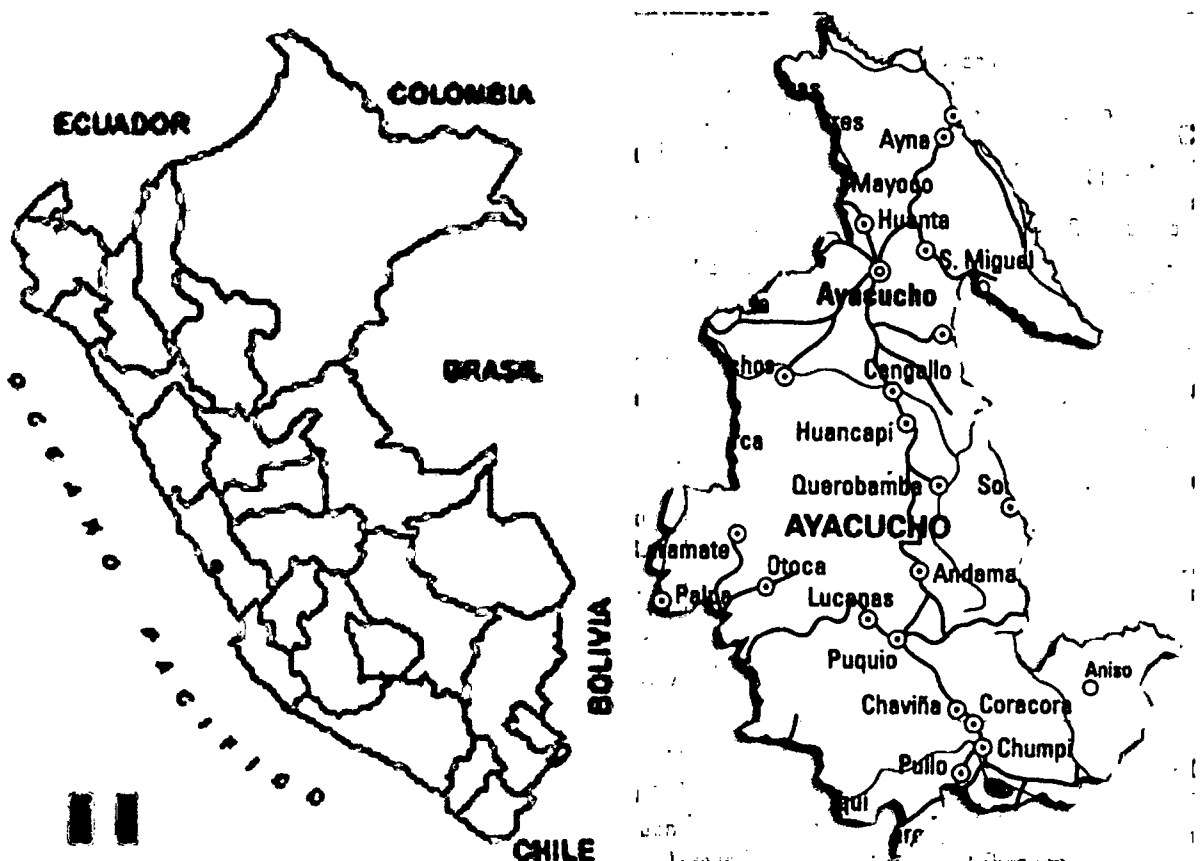 COLOMBIA
ECUADOR
BRASIL
OCEANO PACIFICO
BOLIVIA
CHILE
Ayna
Mayoco
Huanta
S. Miguel
Ayacucho
Cangallo
Huancapi
Querobamba
AYACUCHO
Otoca
Andama
Palpa
Lucanas
Puquio
Aniso
Chaviña
Coracora
Chumpi
Pullo